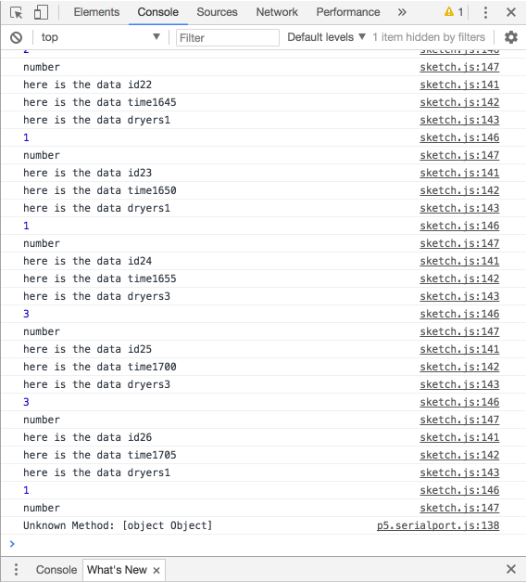 Elements Console Sources Network Performance » 1
top Filter Default levels 1 item hidden by filters
2 sketch.js:146
number sketch.js:147
here is the data id22 sketch.js:141
here is the data time1645 sketch.js:142
here is the data dryers1 sketch.js:143
1 sketch.js:146
number sketch.js:147
here is the data id23 sketch.js:141
here is the data time1650 sketch.js:142
here is the data dryers1 sketch.js:143
1 sketch.js:146
number sketch.js:147
here is the data id24 sketch.js:141
here is the data time1655 sketch.js:142
here is the data dryers3 sketch.js:143
3 sketch.js:146
number sketch.js:147
here is the data id25 sketch.js:141
here is the data time1700 sketch.js:142
here is the data dryers3 sketch.js:143
3 sketch.js:146
number sketch.js:147
here is the data id26 sketch.js:141
here is the data time1705 sketch.js:142
here is the data dryers1 sketch.js:143
1 sketch.js:146
number sketch.js:147
Unknown Method: [object Object] p5.serialport.js:138
>
Console What's New ×